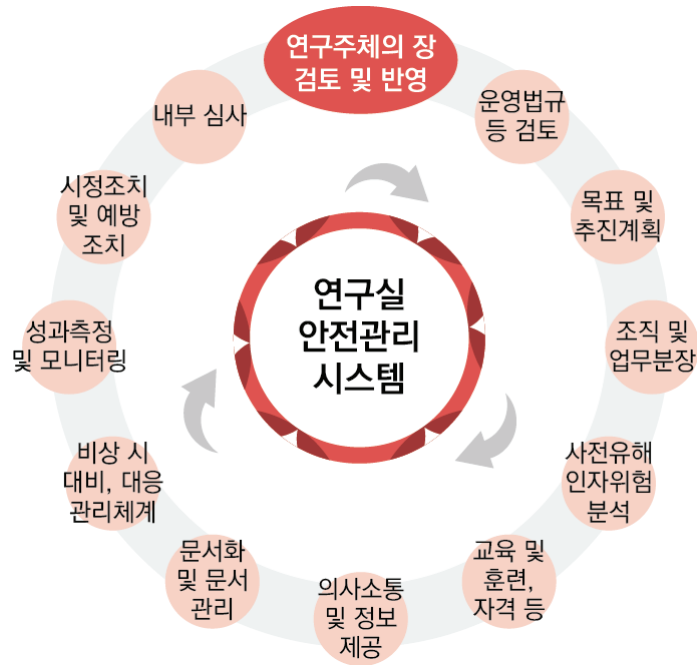 연구주체의 장
검토 및 반영
운영법규
등 검토
목표 및
추진계획
조직 및
업무분장
사전유해
인자위험
분석
교육 및
훈련,
자격 등
의사소통
및 정보
제공
문서화
및 문서
관리
비상 시
대비, 대응
관리체계
성과측정
및 모니터링
시정조치
및 예방
조치
내부 심사
연구실
안전관리
시스템